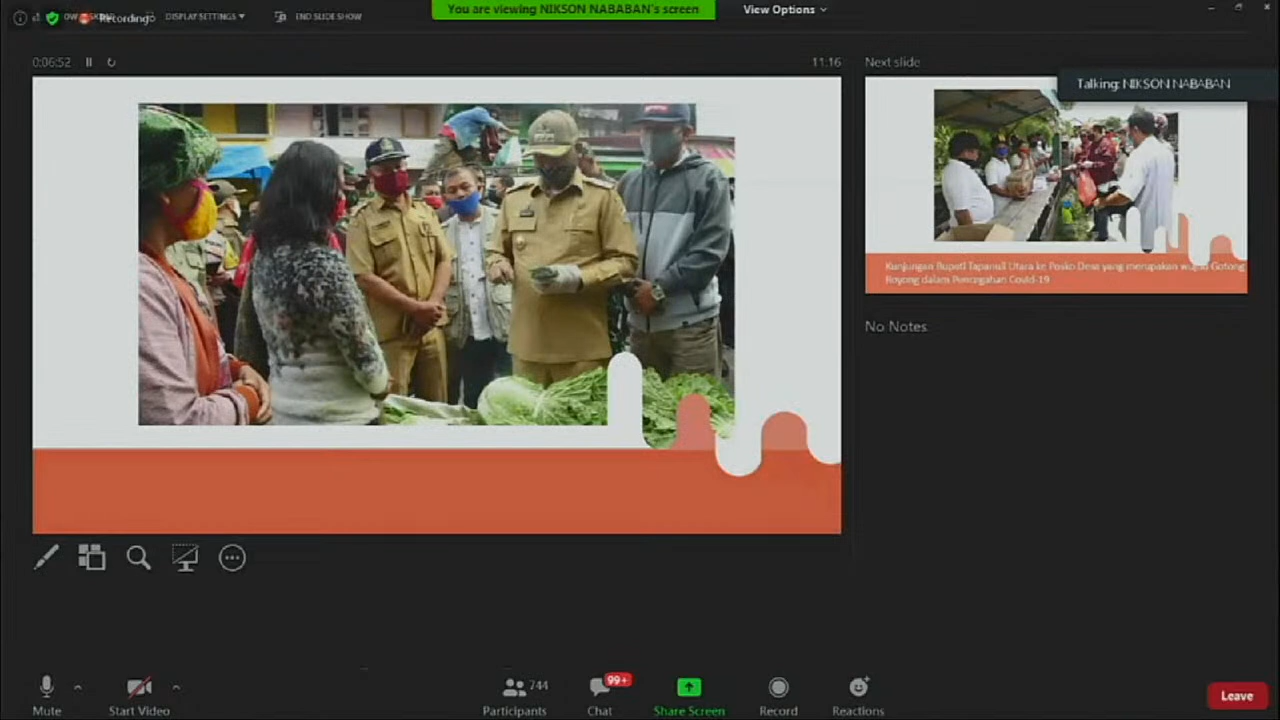 Recording
DISPLAY SETTINGS
END SLIDE SHOW
You are viewing NIKSON NABABAN's screen
View Options
0:06:52
11:16
Next slide
Talking: NIKSON NABABAN
Kunjungan Bupati Tapanuli Utara ke Posko Desa yang merupakan wujud Gotong
Royong dalam Pencegahan Covid-19
No Notes
Mute
Start Video
Participants
744
Chat
99+
Share Screen
Record
Reactions
Leave